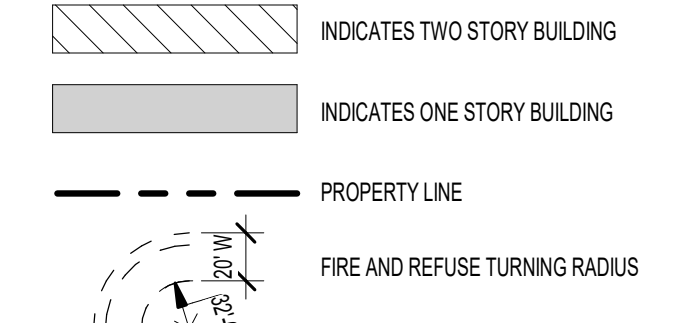 INDICATES TWO STORY BUILDING
INDICATES ONE STORY BUILDING
PROPERTY LINE
20' W
FIRE AND REFUSE TURNING RADIUS